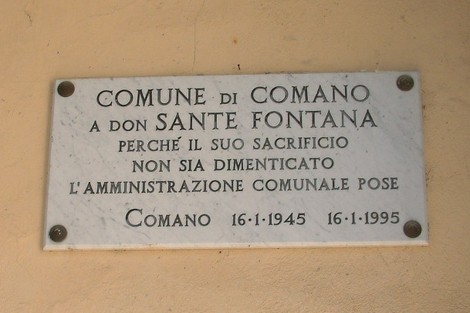 COMUNE DI COMANO
A DON SANTE FONTANA
PERCHÉ IL SUO SACRIFICIO
NON SIA DIMENTICATO
L'AMMINISTRAZIONE COMUNALE POSE
COMANO 16·1·1945 16·1·1995